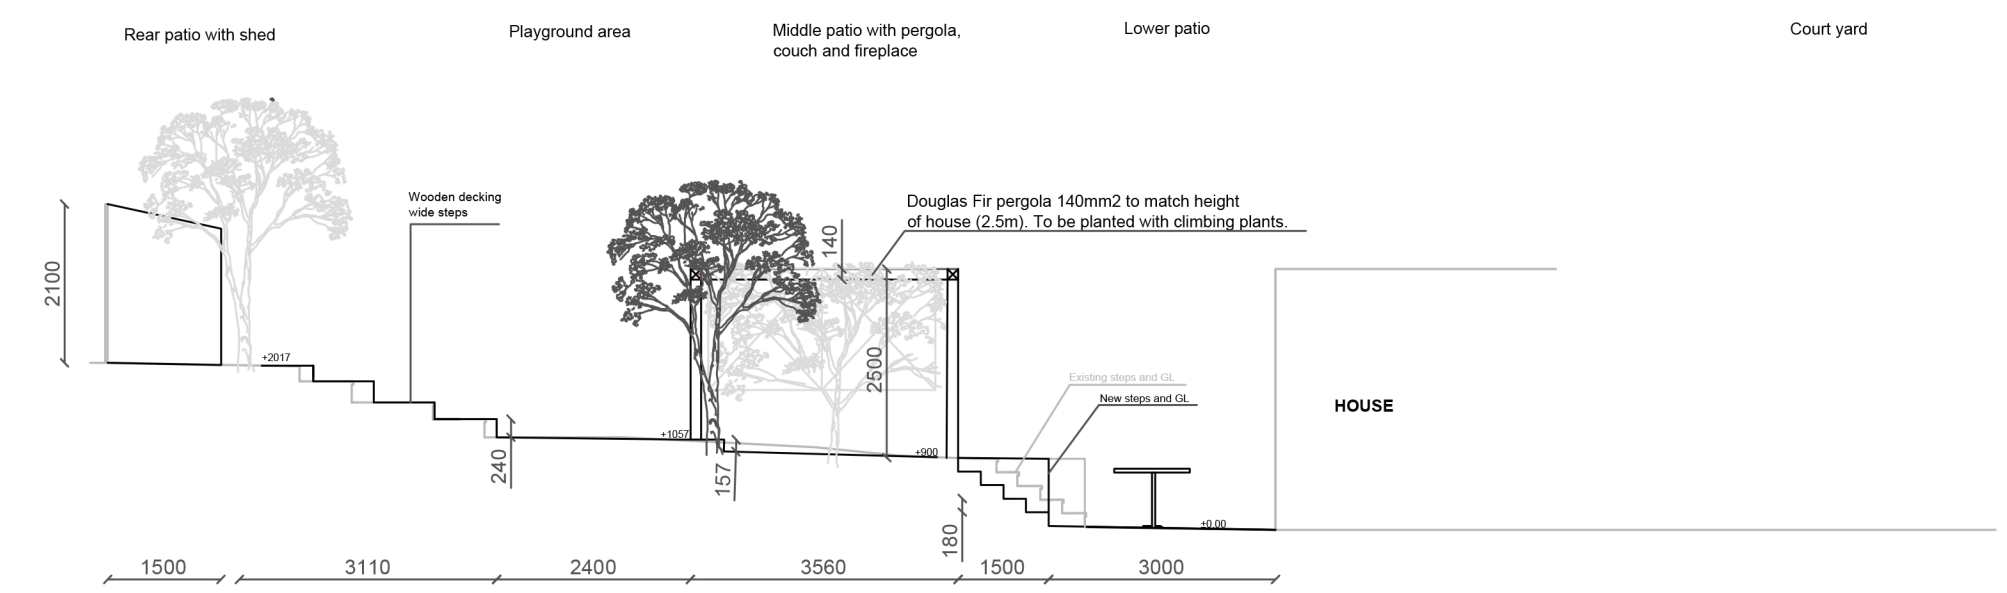 Rear patio with shed
Playground area
Middle patio with pergola,
couch and fireplace
Lower patio
Court yard
Wooden decking
wide steps
Douglas Fir pergola 140mm2 to match height
of house (2.5m). To be planted with climbing plants.
140
2100
2500
+2017
Existing steps and GL
New steps and GL
HOUSE
+1057
+900
240
157
180
+0.00
1500
3110
2400
3560
1500
3000